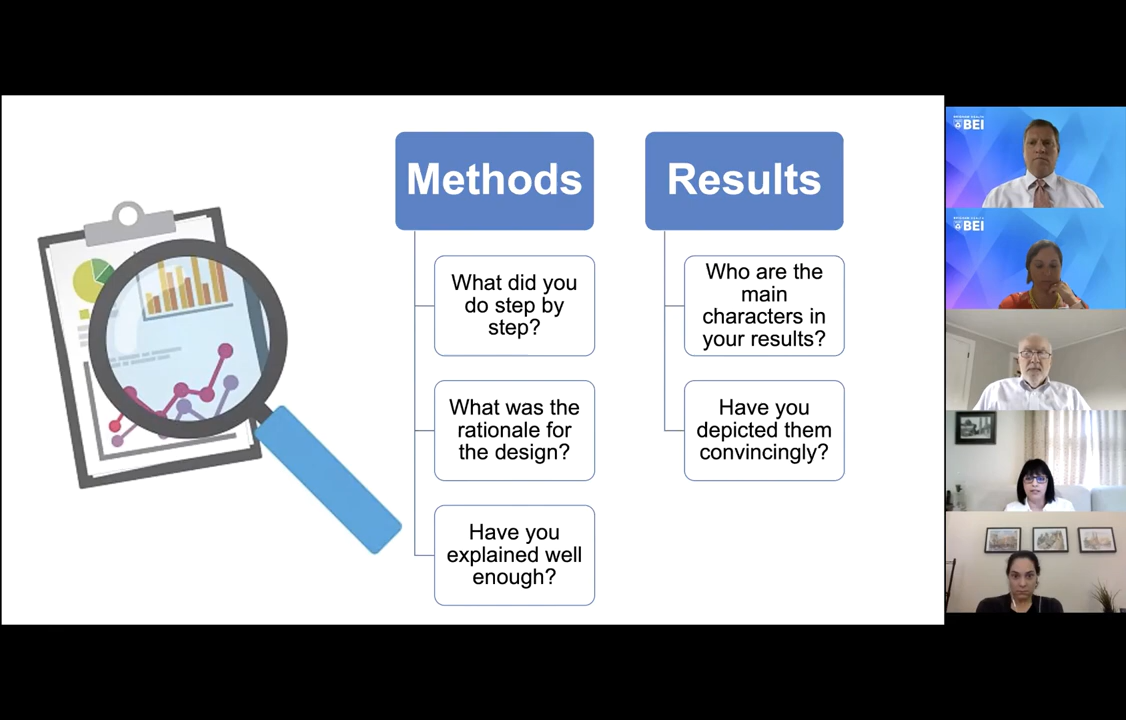 Methods
What did you
do step by
step?
What was the
rationale for
the design?
Have you
explained well
enough?
Results
Who are the
main
characters in
your results?
Have you
depicted them
convincingly?
BEI
BEI